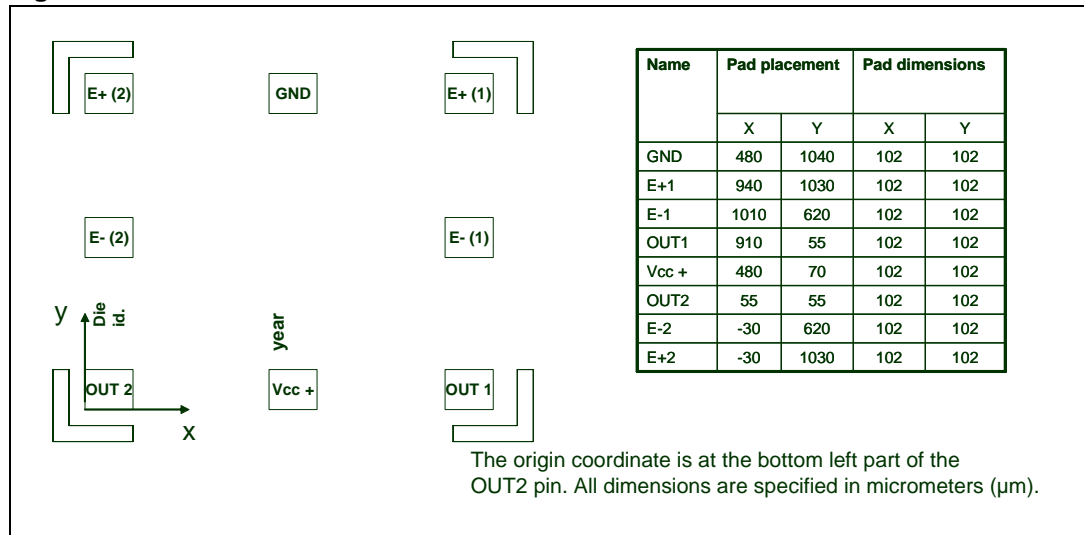 E+ (2)
GND
E+ (1)
E- (2)
E- (1)
y
Die
id.
year
OUT 2
Vcc +
OUT 1
x
Name Pad placement Pad dimensions
X Y X Y
GND 480 1040 102 102
E+1 940 1030 102 102
E-1 1010 620 102 102
OUT1 910 55 102 102
Vcc + 480 70 102 102
OUT2 55 55 102 102
E-2 -30 620 102 102
E+2 -30 1030 102 102
The origin coordinate is at the bottom left part of the
OUT2 pin. All dimensions are specified in micrometers (µm).